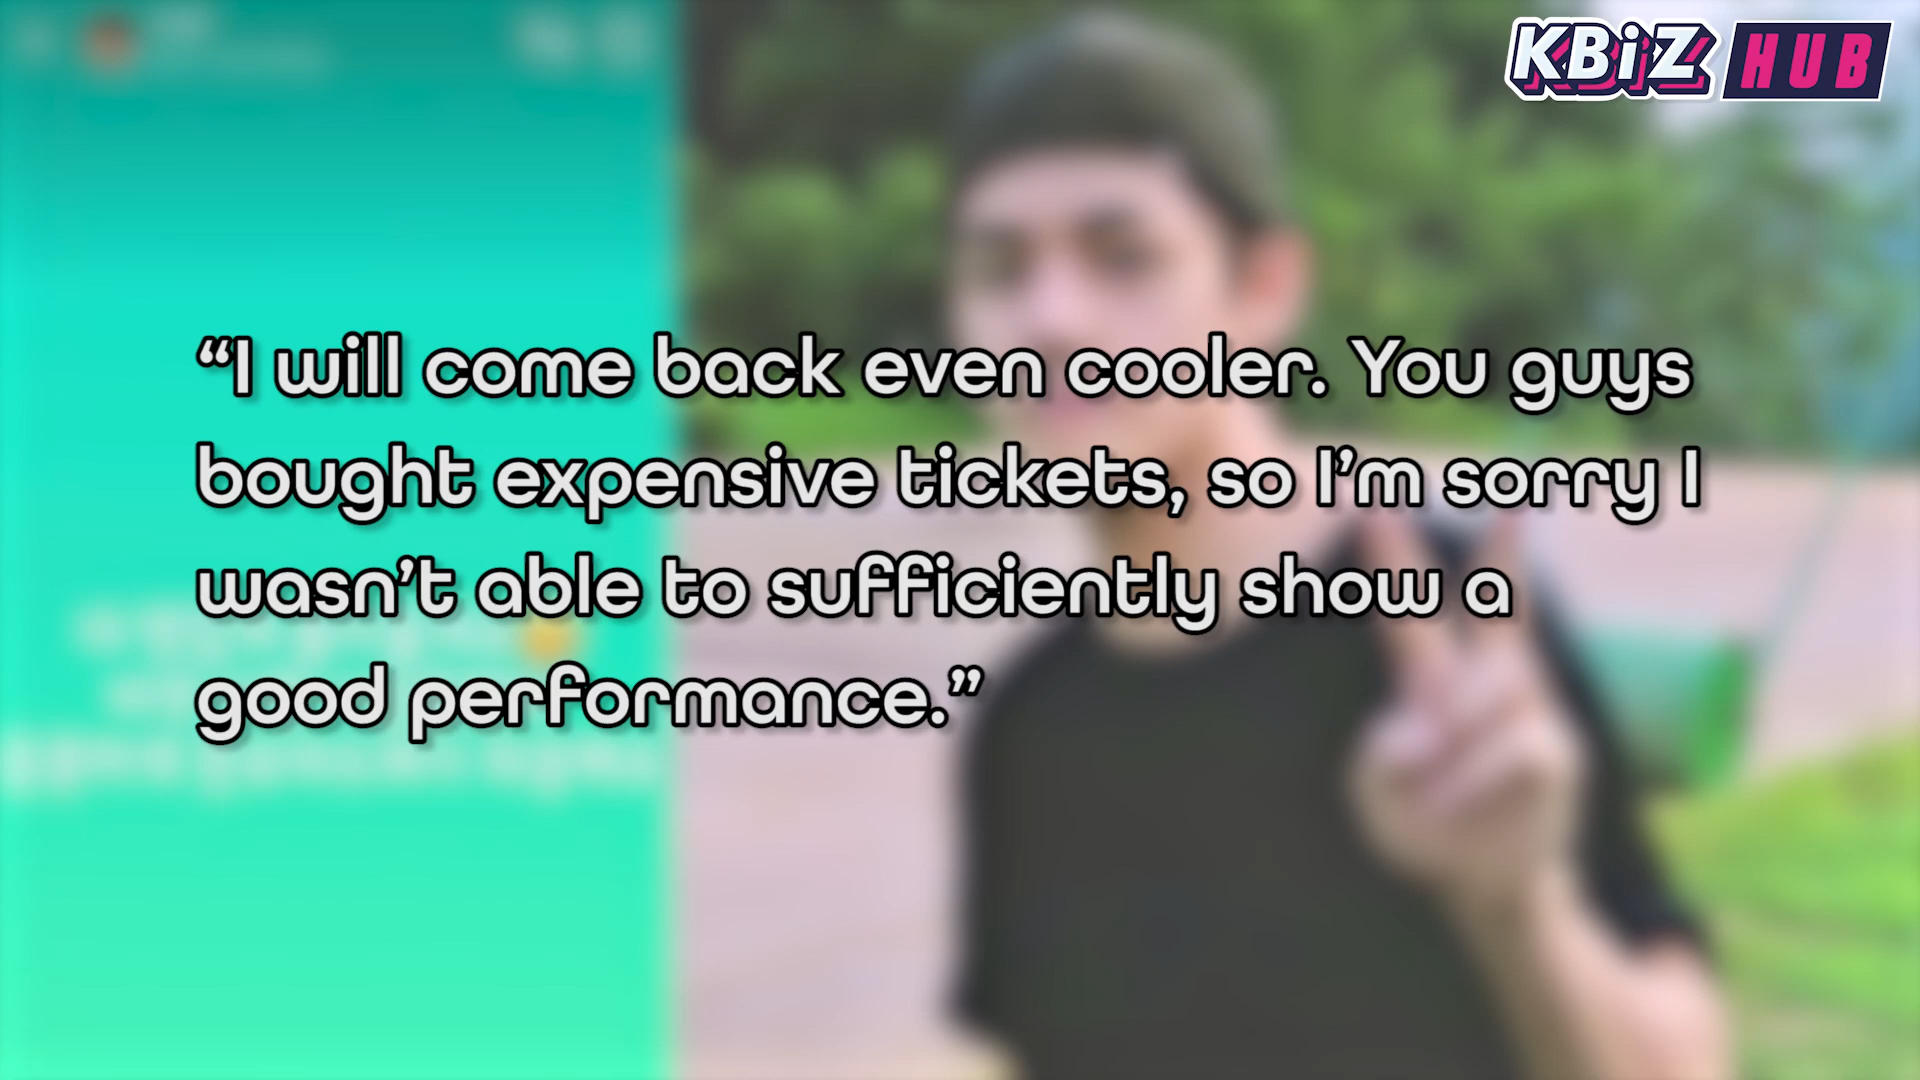 KBiZ HUB
“I will come back even cooler. You guys
bought expensive tickets, so I’m sorry I
wasn’t able to sufficiently show a
good performance.”